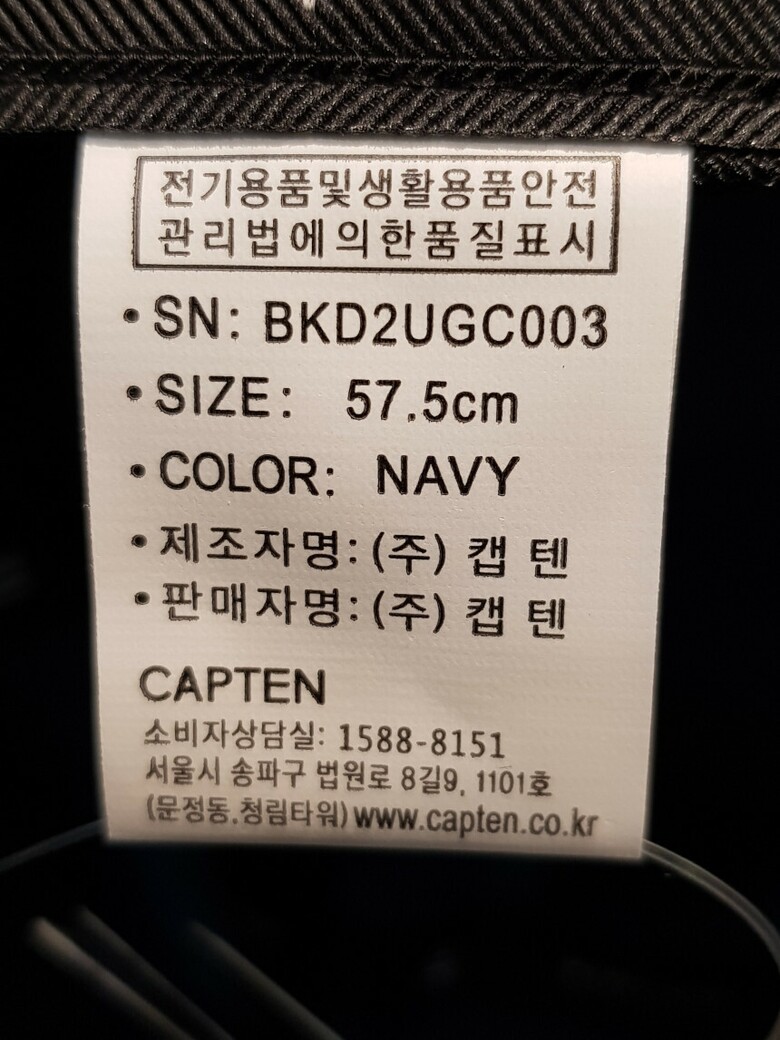 전기용품및생활용품안전
관리법에의한품질표시
• SN: BKD2UGC003
• SIZE: 57.5cm
• COLOR: NAVY
• 제조자명: (주) 캡 텐
• 판매자명: (주) 캡 텐
CAPTEN
소비자상담실: 1588-8151
서울시 송파구 법원로 8길9, 1101호
(문정동,청림타워) www.capten.co.kr